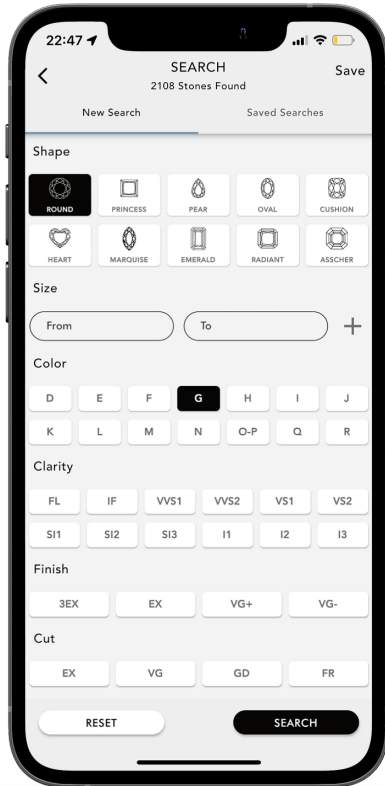 22:47
SEARCH
Save
2108 Stones Found
New Search
Saved Searches
Shape
ROUND PRINCESS PEAR OVAL CUSHION
HEART MARQUISE EMERALD RADIANT ASSCHER
Size
From To +
Color
D E F G H I J
K L M N O-P Q R
Clarity
FL IF VVS1 VVS2 VS1 VS2
SI1 SI2 SI3 I1 I2 I3
Finish
3EX EX VG+ VG-
Cut
EX VG GD FR
RESET SEARCH